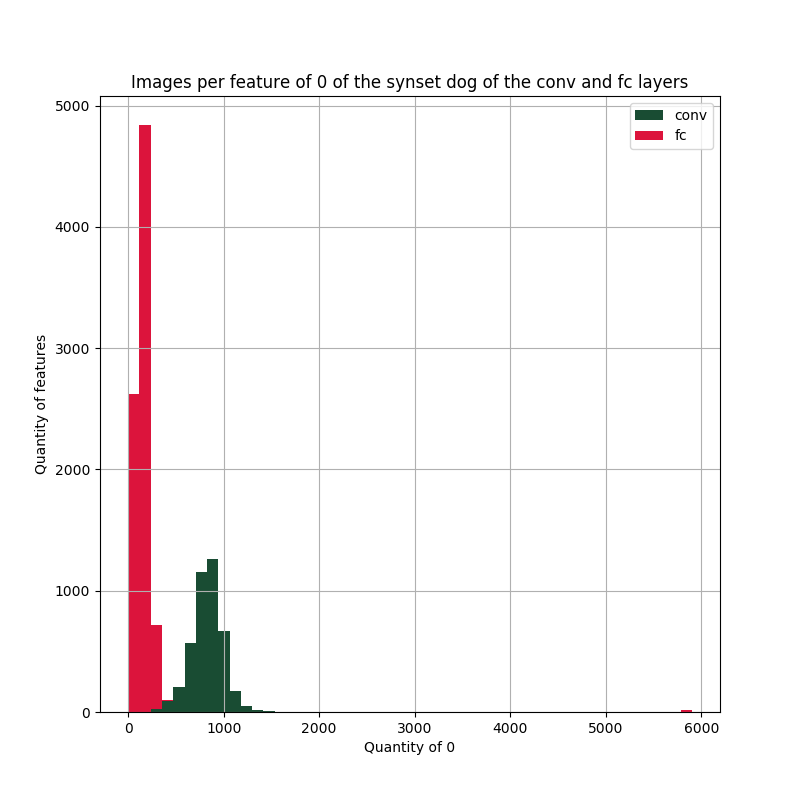 Images per feature of 0 of the synset dog of the conv and fc layers
conv
fc
5000
4000
3000
2000
1000
0
Quantity of features
0 1000 2000 3000 4000 5000 6000
Quantity of 0